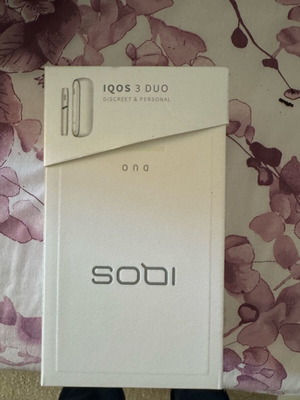 IQOS 3 DUO
DISCREET & PERSONAL
DUO
IQOS